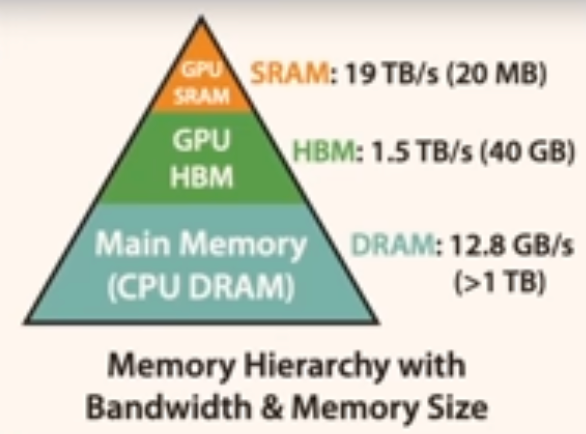 GPU
SRAM
SRAM: 19 TB/s (20 MB)
GPU
HBM
HBM: 1.5 TB/s (40 GB)
Main Memory
(CPU DRAM)
DRAM: 12.8 GB/s
(>1 TB)
Memory Hierarchy with
Bandwidth & Memory Size